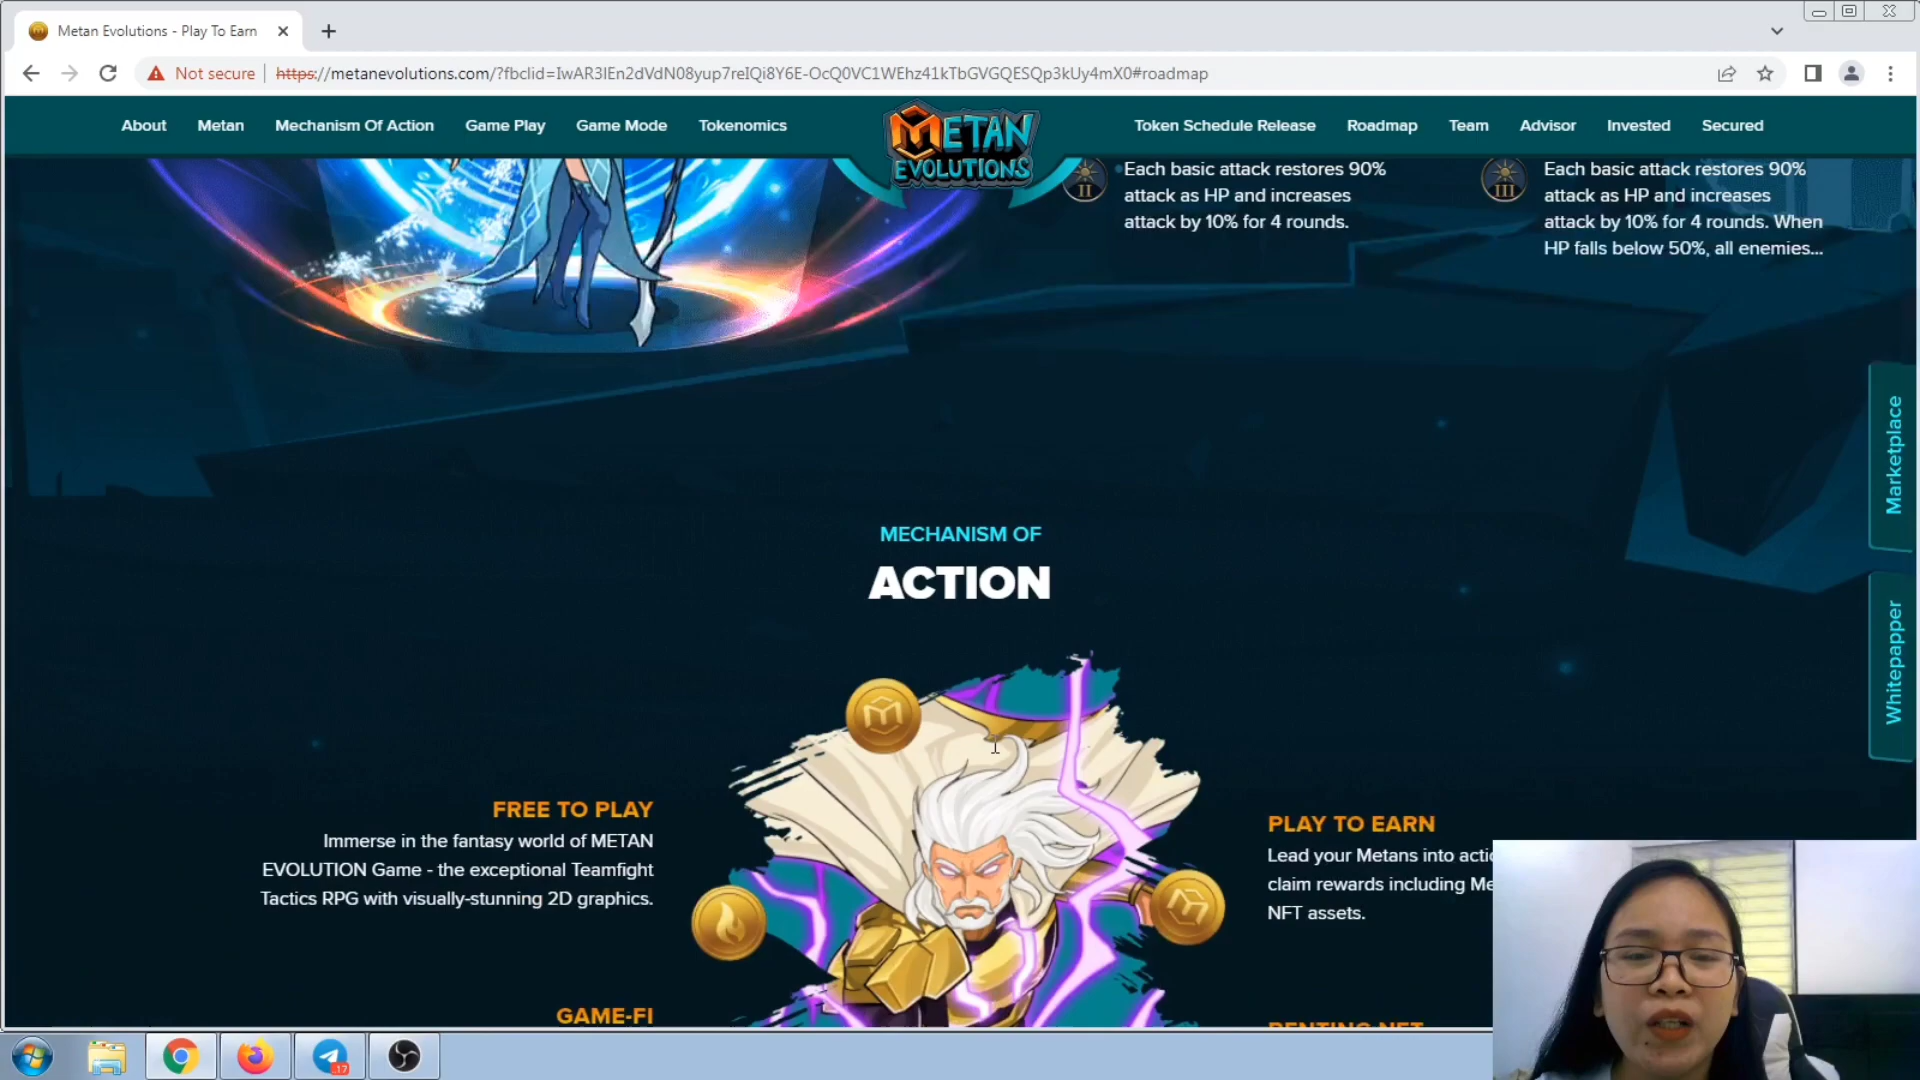 Metan Evolutions - Play To Earn
Not secure
https://metanevolutions.com/?fbclid=IwAR3lEn2dVdN08yup7reIQi8Y6E-OcQ0VC1WEhz41kTbGVGQESQp3kUy4mX0#roadmap
About Metan Mechanism Of Action Game Play Game Mode Tokenomics
METAN
EVOLUTIONS
Token Schedule Release Roadmap Team Advisor Invested Secured
II
Each basic attack restores 90%
attack as HP and increases
attack by 10% for 4 rounds.
III
Each basic attack restores 90%
attack as HP and increases
attack by 10% for 4 rounds. When
HP falls below 50%, all enemies...
Marketplace
Whitepapper
MECHANISM OF
ACTION
FREE TO PLAY
Immerse in the fantasy world of METAN
EVOLUTION Game - the exceptional Teamfight
Tactics RPG with visually-stunning 2D graphics.
PLAY TO EARN
Lead your Metans into
claim rewards including
NFT assets.
GAME-FI
17